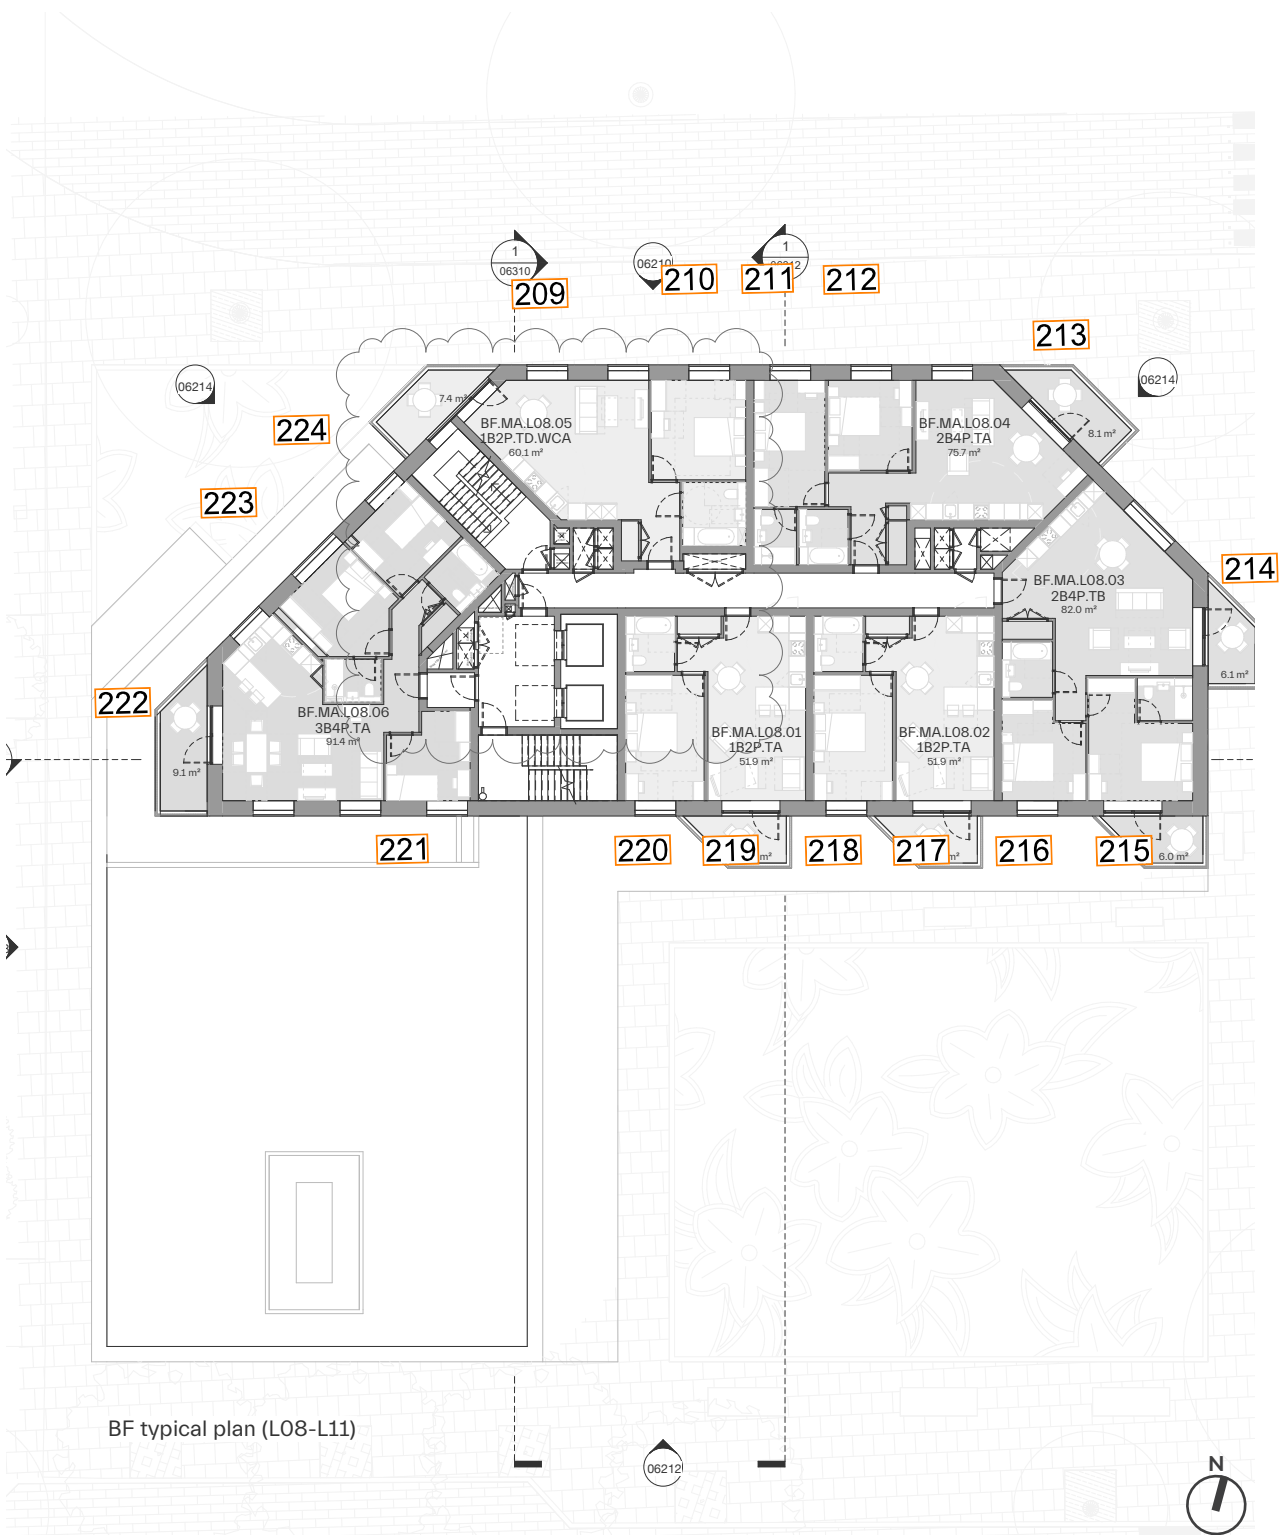 1
06310
06210
1
209
210
211
212
213
06214
06214
224
7.4 m²
BF.MA.L08.05
1B2P.TD.WCA
60.1 m²
BF.MA.L08.04
2B4P.TA
75.7 m²
8.1 m²
223
214
BF.MA.L08.03
2B4P.TB
82.0 m²
6.1 m²
222
BF.MA.L08.06
3B4P.TA
91.4 m²
9.1 m²
BF.MA.L08.01
1B2P.TA
51.9 m²
BF.MA.L08.02
1B2P.TA
51.9 m²
221
220
219
m²
218
217
m²
216
215
6.0 m²
BF typical plan (L08-L11)
06212
N